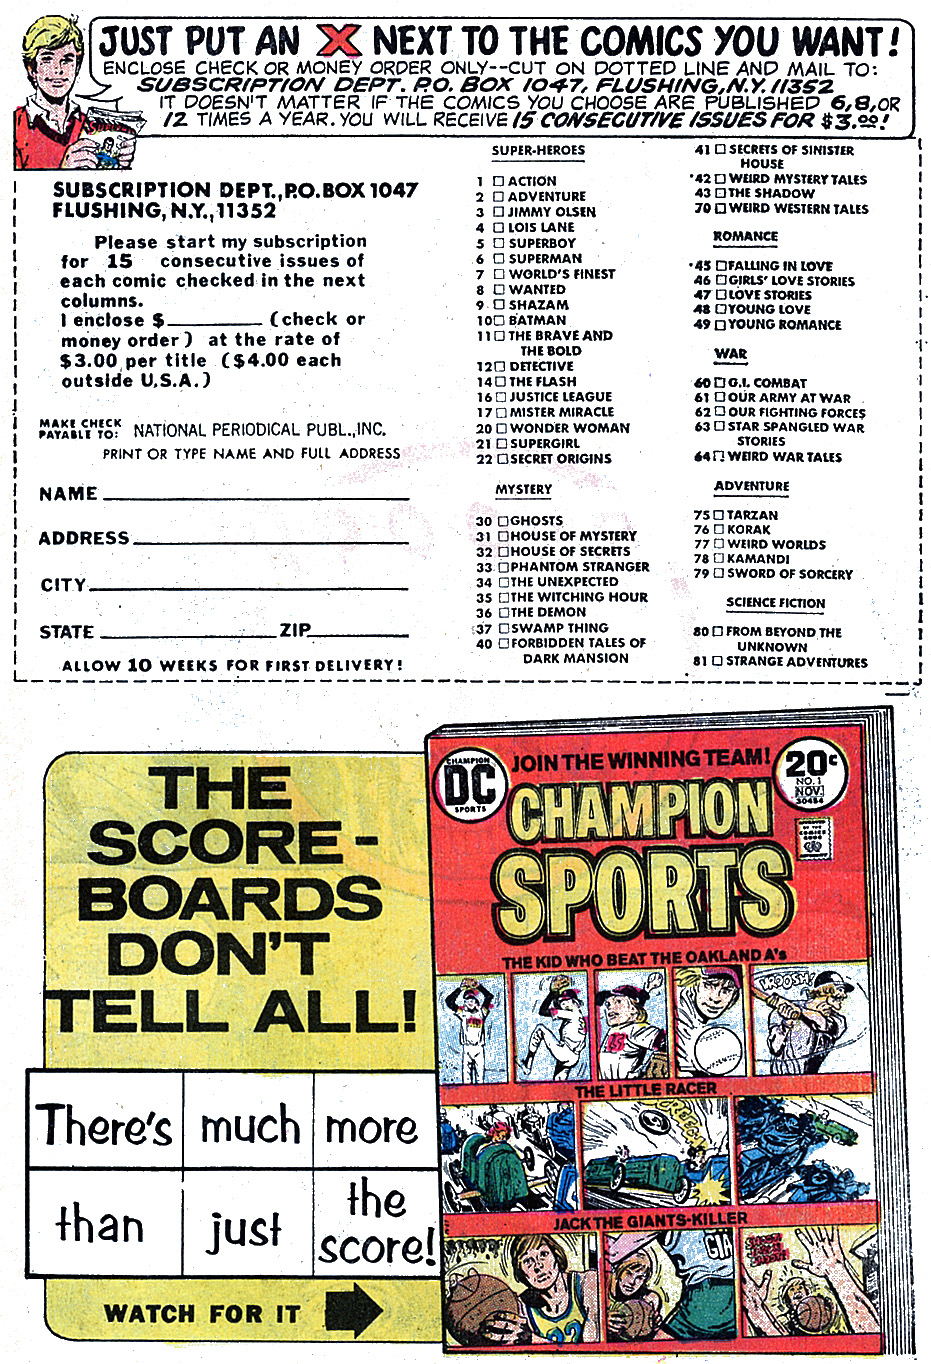 JUST PUT AN X NEXT TO THE COMICS YOU WANT!
ENCLOSE CHECK OR MONEY ORDER ONLY--CUT ON DOTTED LINE AND MAIL TO:
SUBSCRIPTION DEPT. P.O. BOX 1047, FLUSHING, N.Y. 11352
IT DOESN'T MATTER IF THE COMICS YOU CHOOSE ARE PUBLISHED 6, 8, OR
12 TIMES A YEAR. YOU WILL RECEIVE 15 CONSECUTIVE ISSUES FOR $3.00!
SUBSCRIPTION DEPT., P.O. BOX 1047
FLUSHING, N.Y., 11352
Please start my subscription
for 15 consecutive issues of
each comic checked in the next
columns.
I enclose $________ (check or
money order) at the rate of
$3.00 per title ($4.00 each
outside U.S.A.)
MAKE CHECK
PAYABLE TO: NATIONAL PERIODICAL PUBL., INC.
PRINT OR TYPE NAME AND FULL ADDRESS
NAME
ADDRESS
CITY
STATE ZIP
ALLOW 10 WEEKS FOR FIRST DELIVERY!
SUPER-HEROES
1 □ ACTION
2 □ ADVENTURE
3 □ JIMMY OLSEN
4 □ LOIS LANE
5 □ SUPERBOY
6 □ SUPERMAN
7 □ WORLD'S FINEST
8 □ WANTED
9 □ SHAZAM
10 □ BATMAN
11 □ THE BRAVE AND
THE BOLD
12 □ DETECTIVE
14 □ THE FLASH
16 □ JUSTICE LEAGUE
17 □ MISTER MIRACLE
20 □ WONDER WOMAN
21 □ SUPERGIRL
22 □ SECRET ORIGINS
MYSTERY
30 □ GHOSTS
31 □ HOUSE OF MYSTERY
32 □ HOUSE OF SECRETS
33 □ PHANTOM STRANGER
34 □ THE UNEXPECTED
35 □ THE WITCHING HOUR
36 □ THE DEMON
37 □ SWAMP THING
40 □ FORBIDDEN TALES OF
DARK MANSION
41 □ SECRETS OF SINISTER
HOUSE
42 □ WEIRD MYSTERY TALES
43 □ THE SHADOW
70 □ WEIRD WESTERN TALES
ROMANCE
45 □ FALLING IN LOVE
46 □ GIRLS' LOVE STORIES
47 □ LOVE STORIES
48 □ YOUNG LOVE
49 □ YOUNG ROMANCE
WAR
60 □ G.I. COMBAT
61 □ OUR ARMY AT WAR
62 □ OUR FIGHTING FORCES
63 □ STAR SPANGLED WAR
STORIES
64 □ WEIRD WAR TALES
ADVENTURE
75 □ TARZAN
76 □ KORAK
77 □ WEIRD WORLDS
78 □ KAMANDI
79 □ SWORD OF SORCERY
SCIENCE FICTION
80 □ FROM BEYOND THE
UNKNOWN
81 □ STRANGE ADVENTURES
THE
SCORE-
BOARDS
DON'T
TELL ALL!
There's much more
than just the score!
WATCH FOR IT
CHAMPION
DC
SPORTS
JOIN THE WINNING TEAM!
20¢
NO. 1
NOV.
30484
CHAMPION
SPORTS
THE KID WHO BEAT THE OAKLAND A's
WHOOSH!
THE LITTLE RACER
JACK THE GIANTS-KILLER
GIA